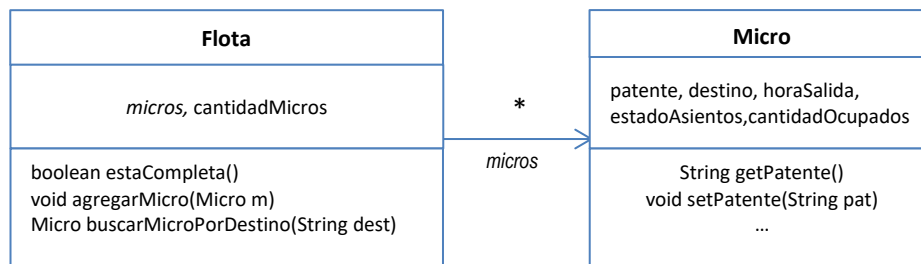 Flota
micros, cantidadMicros
boolean estaCompleta()
void agregarMicro(Micro m)
Micro buscarMicroPorDestino(String dest)
*
micros
Micro
patente, destino, horaSalida,
estadoAsientos,cantidadOcupados
String getPatente()
void setPatente(String pat)
…